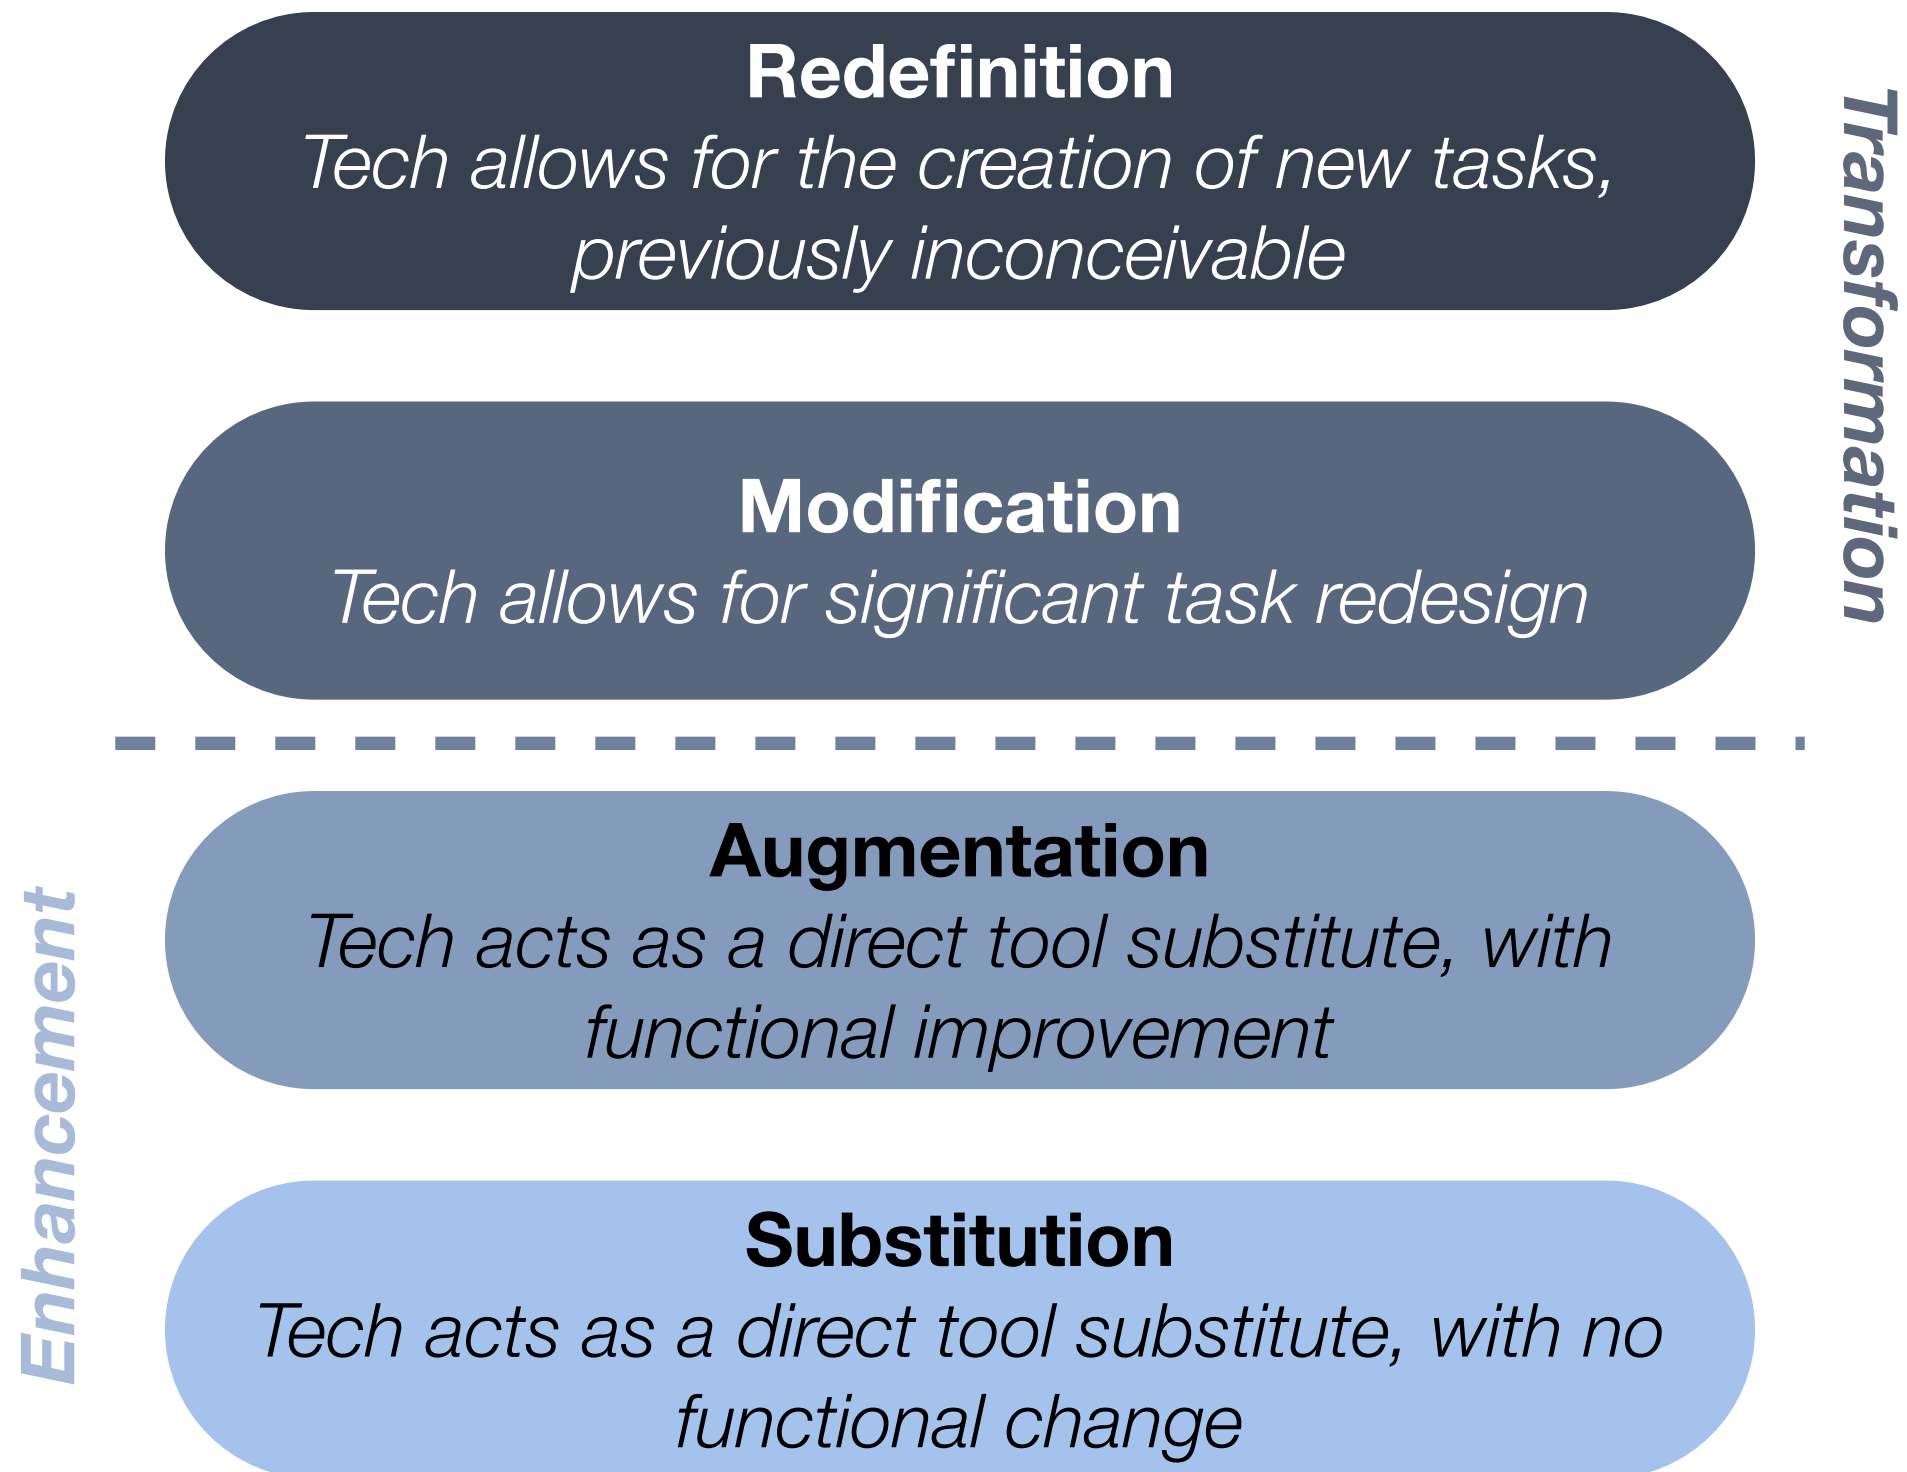 Redefinition
Tech allows for the creation of new tasks,
previously inconceivable
Transformation
Modification
Tech allows for significant task redesign
Augmentation
Tech acts as a direct tool substitute, with
functional improvement
Enhancement
Substitution
Tech acts as a direct tool substitute, with no
functional change